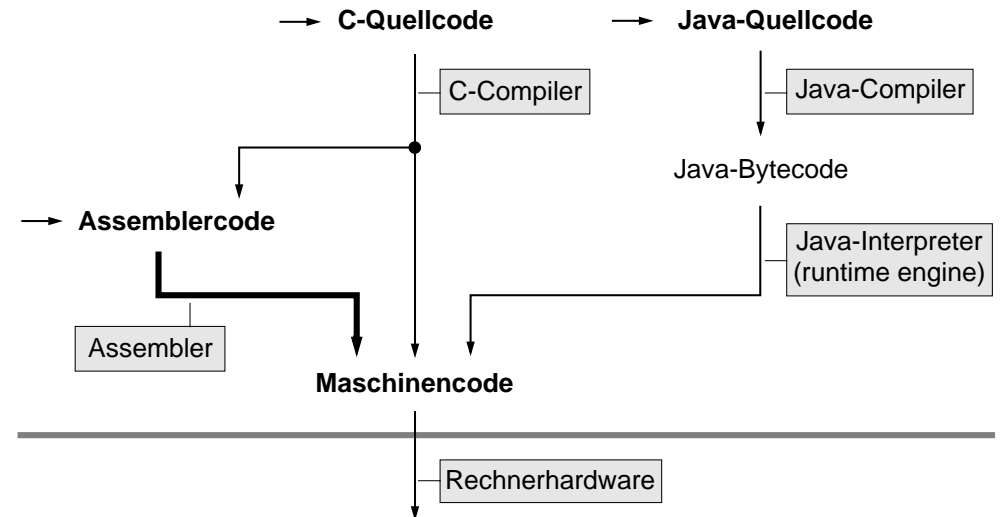 C-Quellcode
Java-Quellcode
C-Compiler
Java-Compiler
Java-Bytecode
Assemblercode
Java-Interpreter
(runtime engine)
Assembler
Maschinencode
Rechnerhardware